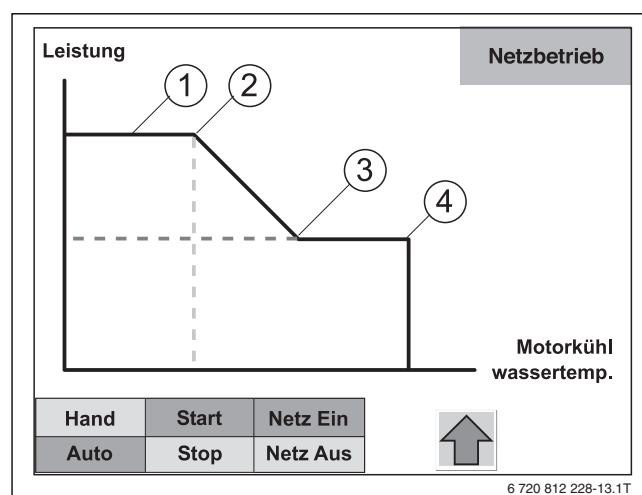 Leistung
Netzbetrieb
1 2
3
4
Motorkühl
wassertemp.
Hand Start Netz Ein
Auto Stop Netz Aus
6 720 812 228-13.1T